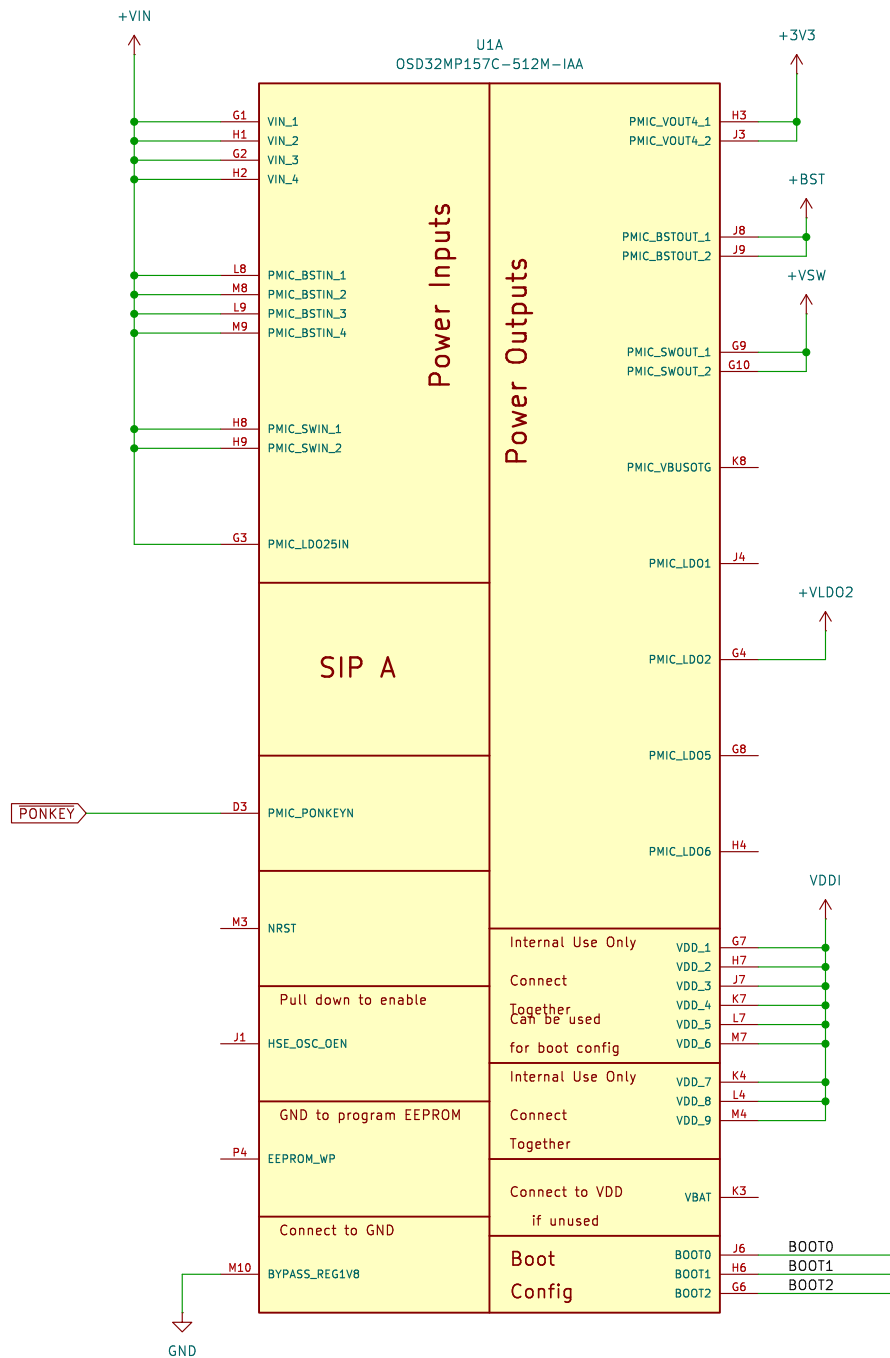 +VIN
U1A
OSD32MP157C-512M-IAA
+3V3
G1 VIN_1
H1 VIN_2
G2 VIN_3
H2 VIN_4
PMIC_VOUT4_1 H3
PMIC_VOUT4_2 J3
+BST
Power Inputs
PMIC_BSTOUT_1 J8
PMIC_BSTOUT_2 J9
L8 PMIC_BSTIN_1
M8 PMIC_BSTIN_2
L9 PMIC_BSTIN_3
M9 PMIC_BSTIN_4
+VSW
Power Outputs
PMIC_SWOUT_1 G9
PMIC_SWOUT_2 G10
H8 PMIC_SWIN_1
H9 PMIC_SWIN_2
PMIC_VBUSOTG K8
G3 PMIC_LDO25IN
PMIC_LDO1 J4
+VLDO2
SIP A
PMIC_LDO2 G4
PMIC_LDO5 G8
PONKEY
D3 PMIC_PONKEYN
PMIC_LDO6 H4
VDDI
M3 NRST
Internal Use Only
Connect
Together
Can be used
for boot config
VDD_1 G7
VDD_2 H7
VDD_3 J7
VDD_4 K7
VDD_5 L7
VDD_6 M7
Pull down to enable
J1 HSE_OSC_OEN
Internal Use Only
Connect
Together
VDD_7 K4
VDD_8 L4
VDD_9 M4
GND to program EEPROM
P4 EEPROM_WP
Connect to VDD
if unused
VBAT K3
Connect to GND
M10 BYPASS_REG1V8
Boot
Config
BOOT0 J6 BOOT0
BOOT1 H6 BOOT1
BOOT2 G6 BOOT2
GND